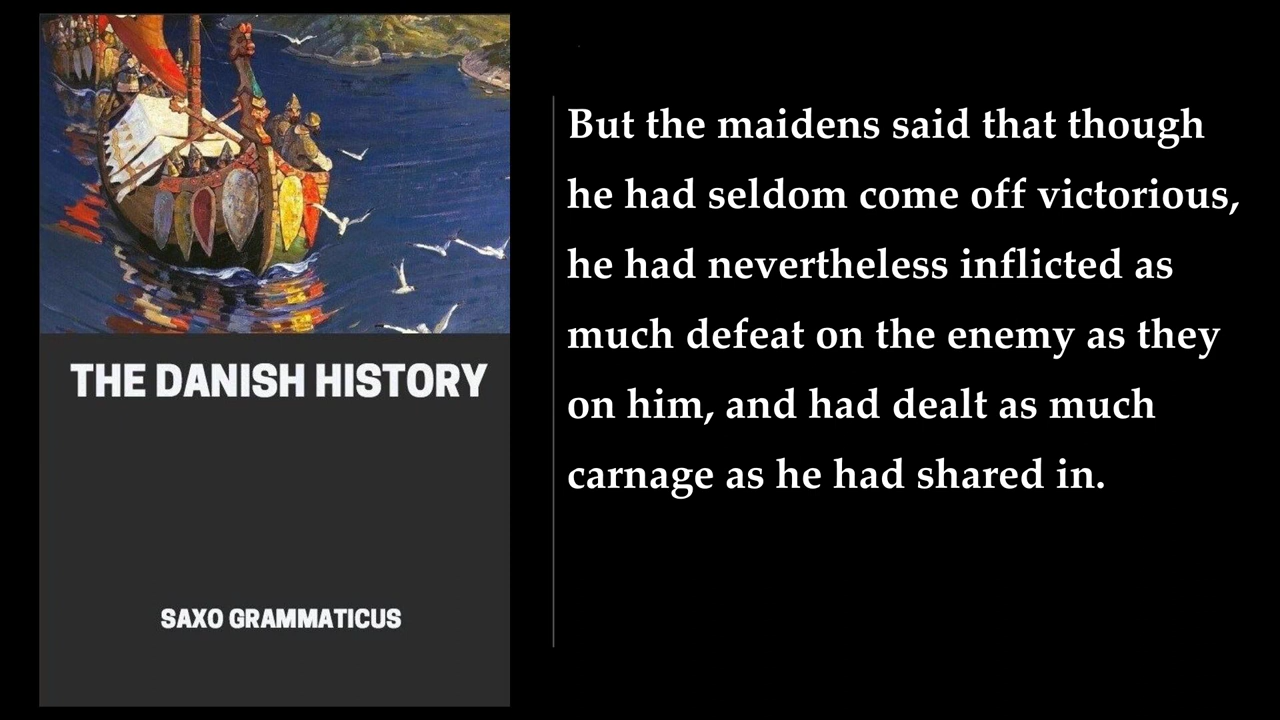 THE DANISH HISTORY
SAXO GRAMMATICUS
But the maidens said that though
he had seldom come off victorious,
he had nevertheless inflicted as
much defeat on the enemy as they
on him, and had dealt as much
carnage as he had shared in.